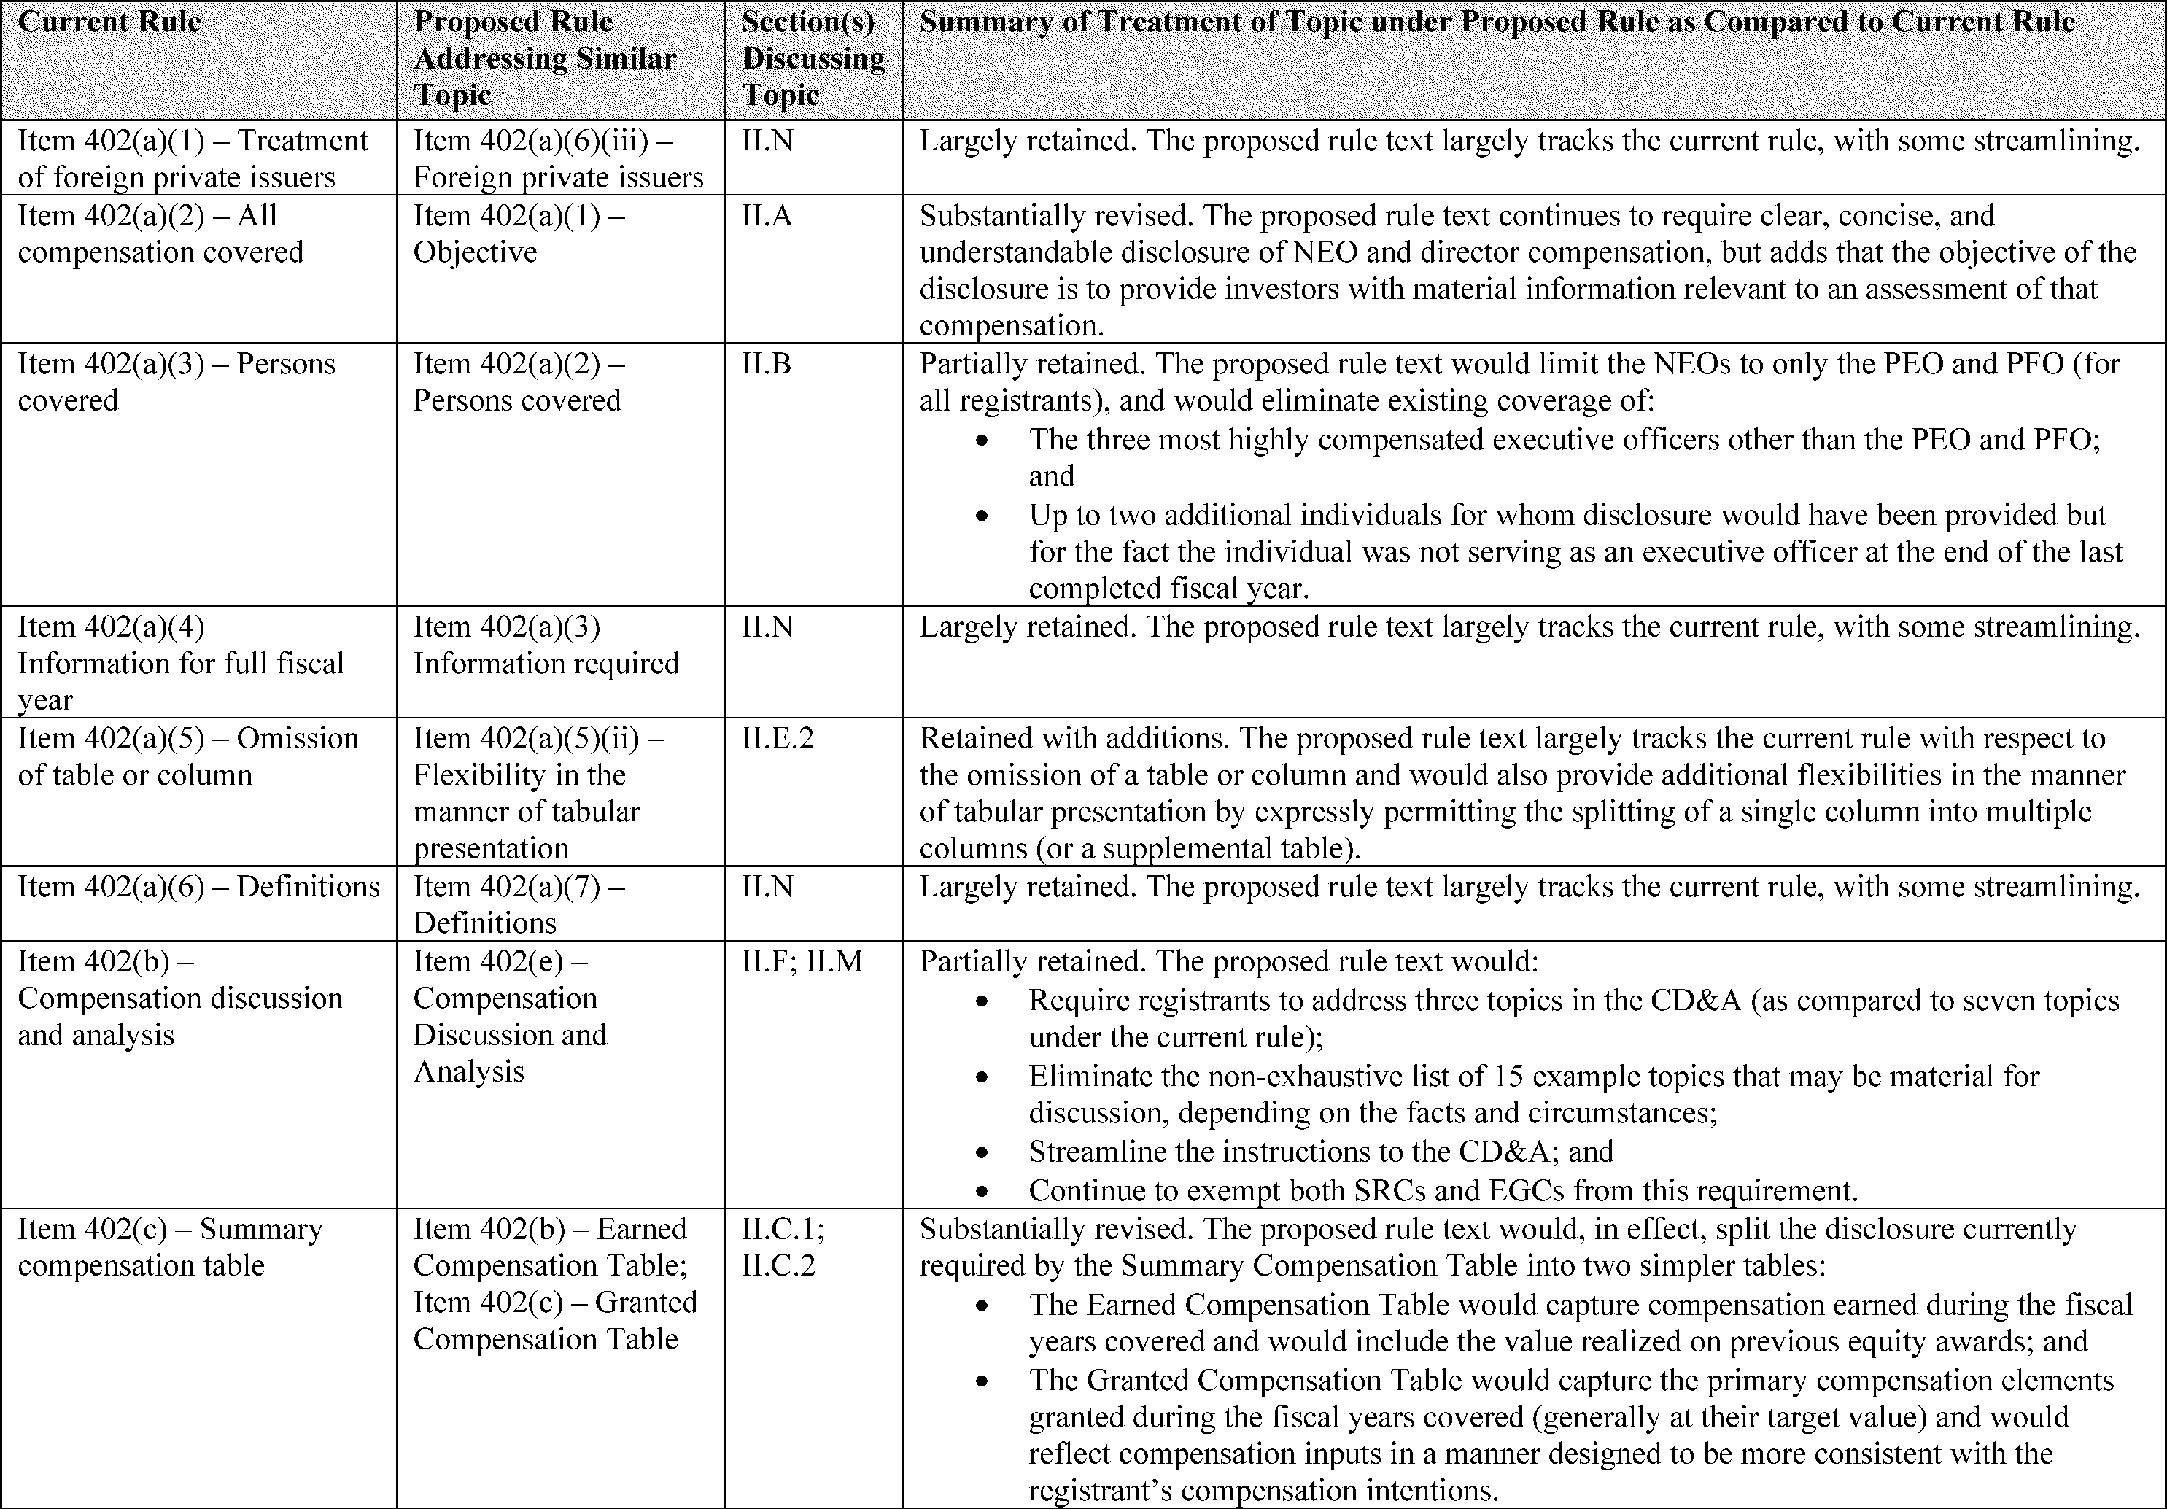 Current Rule
Proposed Rule
Addressing Similar
Topic
Section(s)
Discussing
Topic
Summary of Treatment of Topic under Proposed Rule as Compared to Current Rule
Item 402(a)(1) – Treatment
of foreign private issuers
Item 402(a)(6)(iii) –
Foreign private issuers
II.N
Largely retained. The proposed rule text largely tracks the current rule, with some streamlining.
Item 402(a)(2) – All
compensation covered
Item 402(a)(1) –
Objective
II.A
Substantially revised. The proposed rule text continues to require clear, concise, and
understandable disclosure of NEO and director compensation, but adds that the objective of the
disclosure is to provide investors with material information relevant to an assessment of that
compensation.
Item 402(a)(3) – Persons
covered
Item 402(a)(2) –
Persons covered
II.B
Partially retained. The proposed rule text would limit the NEOs to only the PEO and PFO (for
all registrants), and would eliminate existing coverage of:
• The three most highly compensated executive officers other than the PEO and PFO;
and
• Up to two additional individuals for whom disclosure would have been provided but
for the fact the individual was not serving as an executive officer at the end of the last
completed fiscal year.
Item 402(a)(4)
Information for full fiscal
year
Item 402(a)(3)
Information required
II.N
Largely retained. The proposed rule text largely tracks the current rule, with some streamlining.
Item 402(a)(5) – Omission
of table or column
Item 402(a)(5)(ii) –
Flexibility in the
manner of tabular
presentation
II.E.2
Retained with additions. The proposed rule text largely tracks the current rule with respect to
the omission of a table or column and would also provide additional flexibilities in the manner
of tabular presentation by expressly permitting the splitting of a single column into multiple
columns (or a supplemental table).
Item 402(a)(6) – Definitions
Item 402(a)(7) –
Definitions
II.N
Largely retained. The proposed rule text largely tracks the current rule, with some streamlining.
Item 402(b) –
Compensation discussion
and analysis
Item 402(e) –
Compensation
Discussion and
Analysis
II.F; II.M
Partially retained. The proposed rule text would:
• Require registrants to address three topics in the CD&A (as compared to seven topics
under the current rule);
• Eliminate the non-exhaustive list of 15 example topics that may be material for
discussion, depending on the facts and circumstances;
• Streamline the instructions to the CD&A; and
• Continue to exempt both SRCs and EGCs from this requirement.
Item 402(c) – Summary
compensation table
Item 402(b) – Earned
Compensation Table;
Item 402(c) – Granted
Compensation Table
II.C.1;
II.C.2
Substantially revised. The proposed rule text would, in effect, split the disclosure currently
required by the Summary Compensation Table into two simpler tables:
• The Earned Compensation Table would capture compensation earned during the fiscal
years covered and would include the value realized on previous equity awards; and
• The Granted Compensation Table would capture the primary compensation elements
granted during the fiscal years covered (generally at their target value) and would
reflect compensation inputs in a manner designed to be more consistent with the
registrant's compensation intentions.